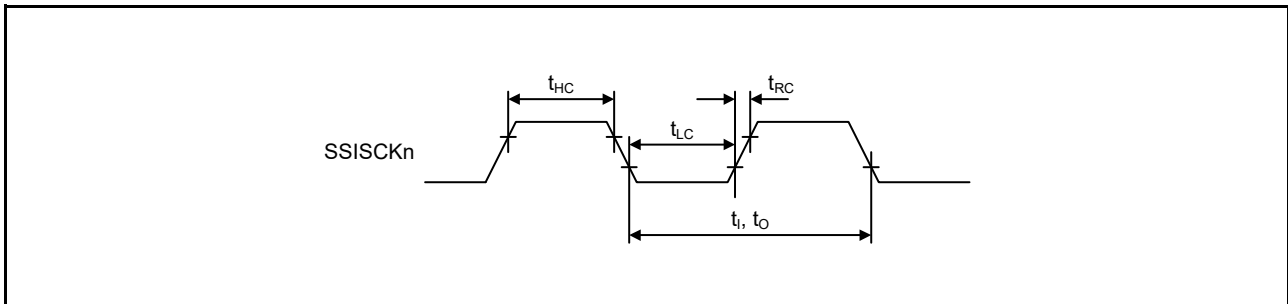 tHC
tRC
tLC
SSISCKn
tI, tO